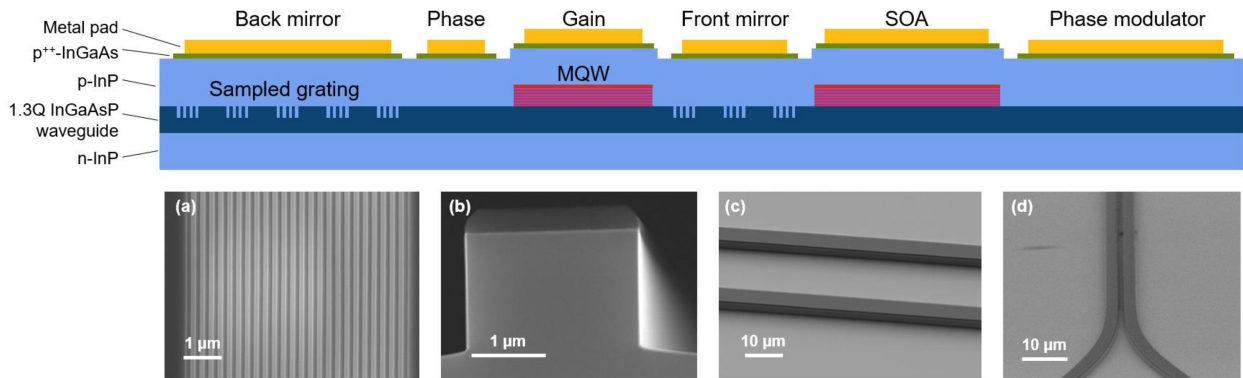 Back mirror
Phase
Gain
Front mirror
SOA
Phase modulator
Metal pad
p++-InGaAs
p-InP
MQW
Sampled grating
1.3Q InGaAsP
waveguide
n-InP
(a)
(b)
(c)
(d)
1 µm
1 µm
10 µm
10 µm